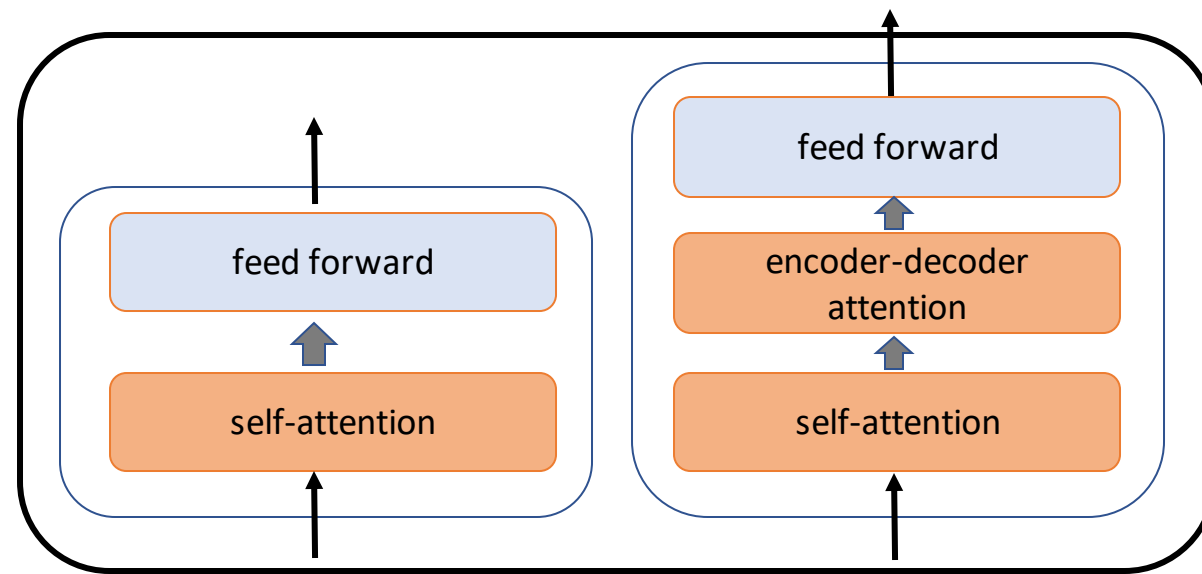 feed forward
self-attention
feed forward
encoder-decoder
attention
self-attention